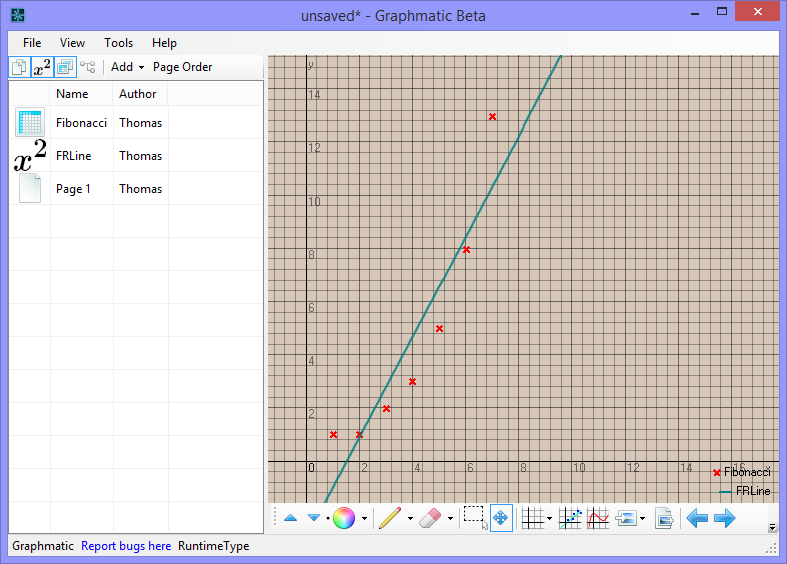 unsaved* - Graphmatic Beta
File View Tools Help
x² Add Page Order
Name Author
Fibonacci Thomas
x² FRLine Thomas
Page 1 Thomas
y
14
12
10
8
6
4
2
0 2 4 6 8 10 12 14 16 x
Fibonacci
FRLine
Graphmatic Report bugs here RuntimeType